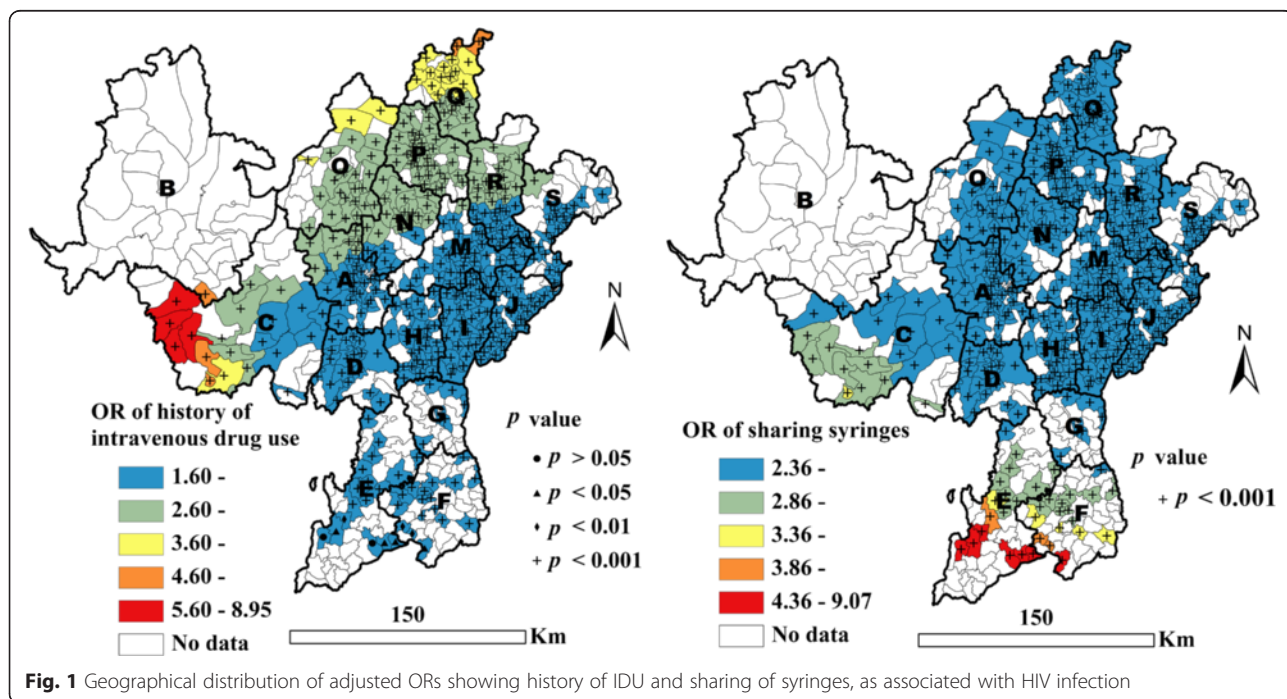 B
O
P
Q
R
S
N
M
A
C
D
H
I
J
G
E
F
N
OR of history of
intravenous drug use
1.60 -
2.60 -
3.60 -
4.60 -
5.60 - 8.95
No data
p value
p > 0.05
p < 0.05
p < 0.01
+ p < 0.001
150
Km
B
O
P
Q
R
S
N
M
A
C
D
H
I
J
G
E
F
N
OR of sharing syringes
2.36 -
2.86 -
3.36 -
3.86 -
4.36 - 9.07
No data
p value
+ p < 0.001
150
Km
Fig. 1 Geographical distribution of adjusted ORs showing history of IDU and sharing of syringes, as associated with HIV infection